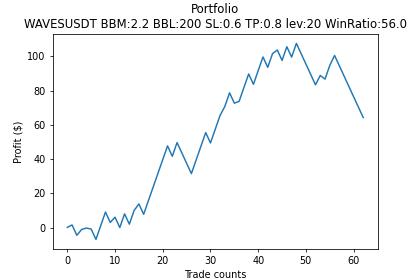 Portfolio
WAVESUSDT BBM:2.2 BBL:200 SL:0.6 TP:0.8 lev:20 WinRatio:56.0
100
80
60
40
20
0
Profit ($)
0 10 20 30 40 50 60
Trade counts